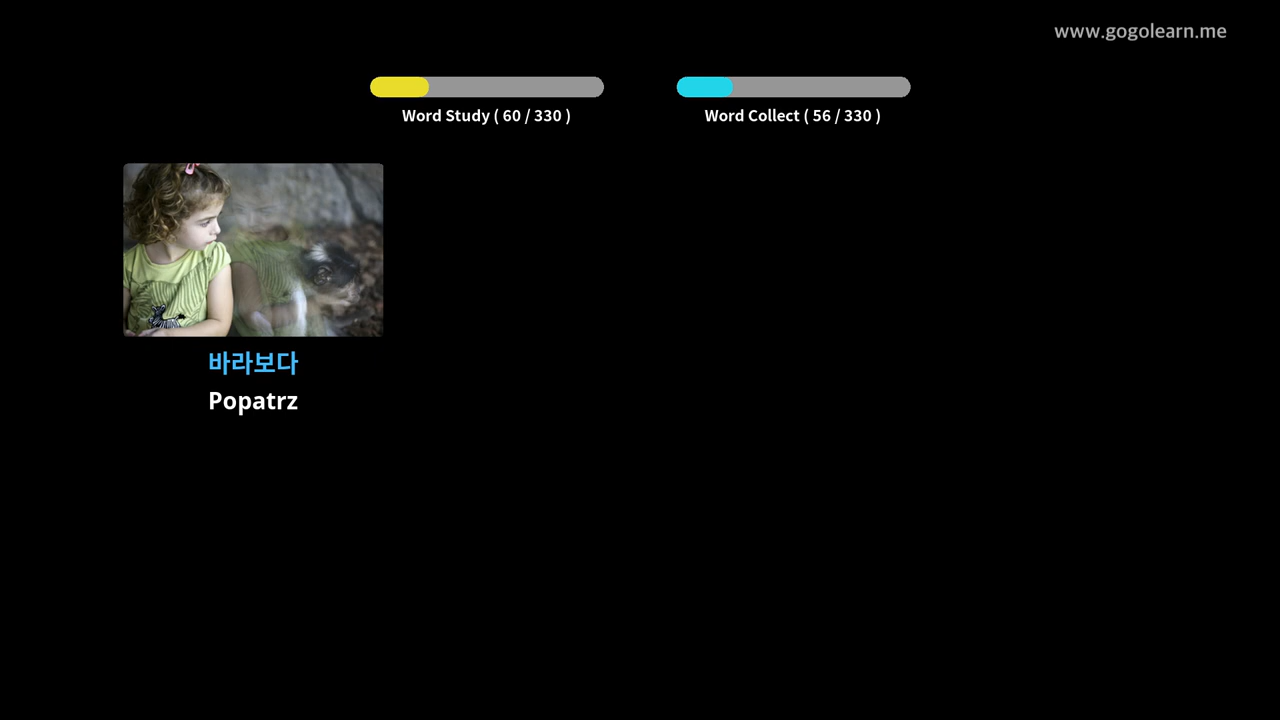 www.gogolearn.me
Word Study ( 60 / 330 )
Word Collect ( 56 / 330 )
바라보다
Popatrz